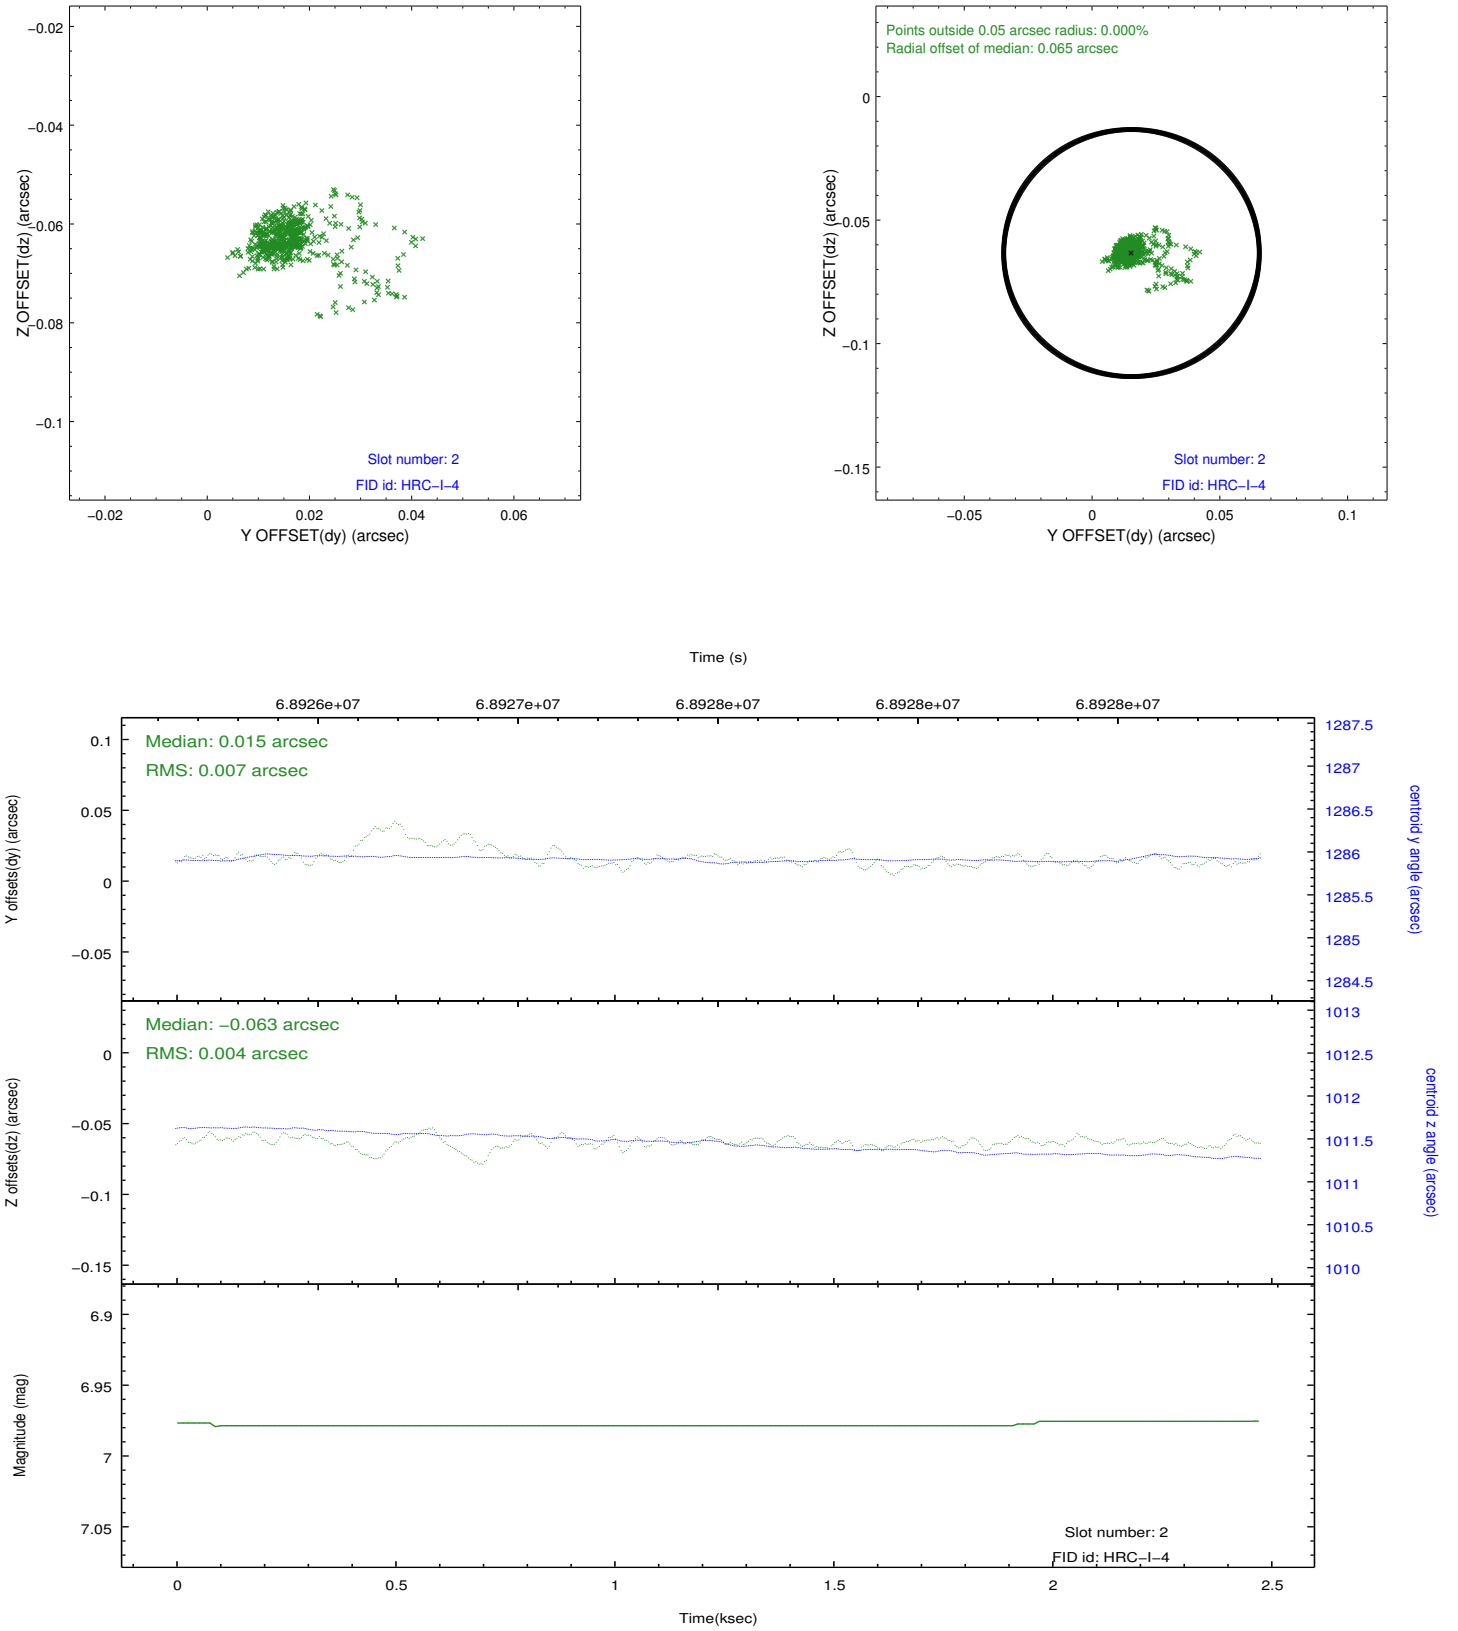 −0.02
−0.04
−0.06
−0.08
−0.1
Z OFFSET(dz) (arcsec)
Slot number: 2
FID id: HRC−I−4
−0.02
0
0.02
0.04
0.06
Y OFFSET(dy) (arcsec)
Points outside 0.05 arcsec radius: 0.000%
Radial offset of median: 0.065 arcsec
0
−0.05
−0.1
−0.15
Z OFFSET(dz) (arcsec)
Slot number: 2
FID id: HRC−I−4
−0.05
0
0.05
0.1
Y OFFSET(dy) (arcsec)
Time (s)
6.8926e+07
6.8927e+07
6.8928e+07
6.8928e+07
6.8928e+07
Median: 0.015 arcsec
RMS: 0.007 arcsec
0.1
0.05
0
−0.05
Y offsets(dy) (arcsec)
1287.5
1287
1286.5
1286
1285.5
1285
1284.5
centroid y angle (arcsec)
Median: −0.063 arcsec
RMS: 0.004 arcsec
0
−0.05
−0.1
−0.15
Z offsets(dz) (arcsec)
1013
1012.5
1012
1011.5
1011
1010.5
1010
centroid z angle (arcsec)
6.9
6.95
7
7.05
Magnitude (mag)
Slot number: 2
FID id: HRC−I−4
0
0.5
1
1.5
2
2.5
Time(ksec)